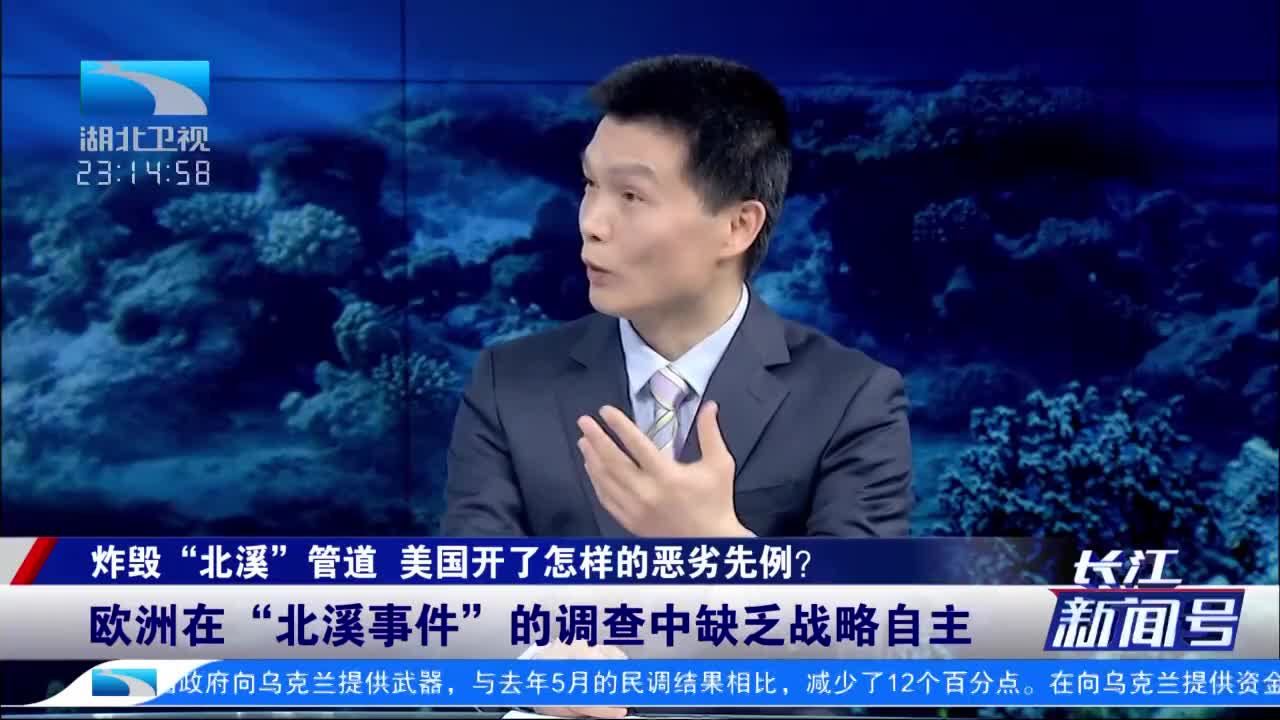 湖北卫视
23:14:58
炸毁“北溪”管道 美国开了怎样的恶劣先例?
欧洲在“北溪事件”的调查中缺乏战略自主
长江
新闻号
政府向乌克兰提供武器，与去年5月的民调结果相比，减少了12个百分点。在向乌克兰提供资金